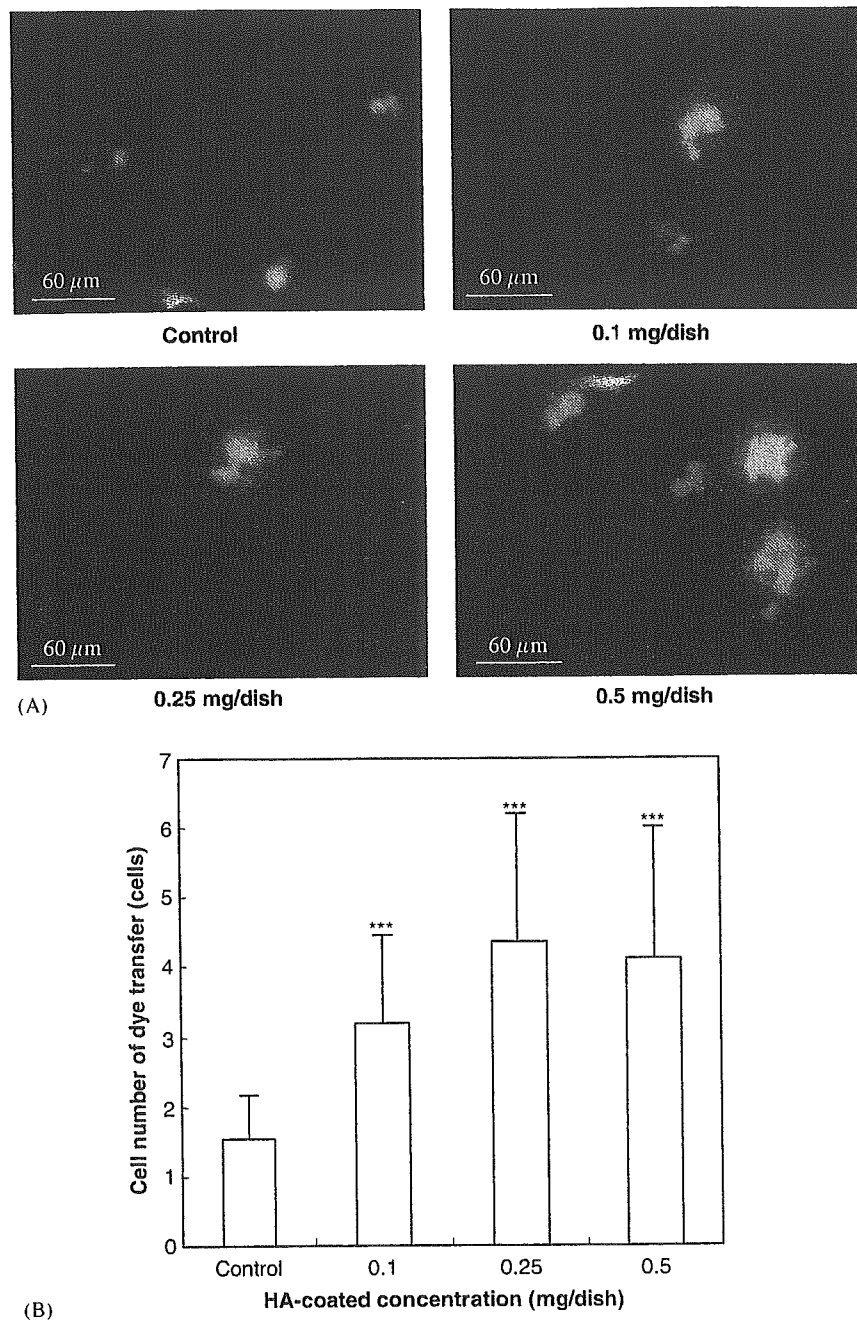 60 μm
60 μm
Control
0.1 mg/dish
60 μm
60 μm
0.25 mg/dish
0.5 mg/dish
(A)
7
6
5
4
3
2
1
0
Cell number of dye transfer (cells)
***
***
***
Control
0.1
0.25
0.5
HA-coated concentration (mg/dish)
(B)